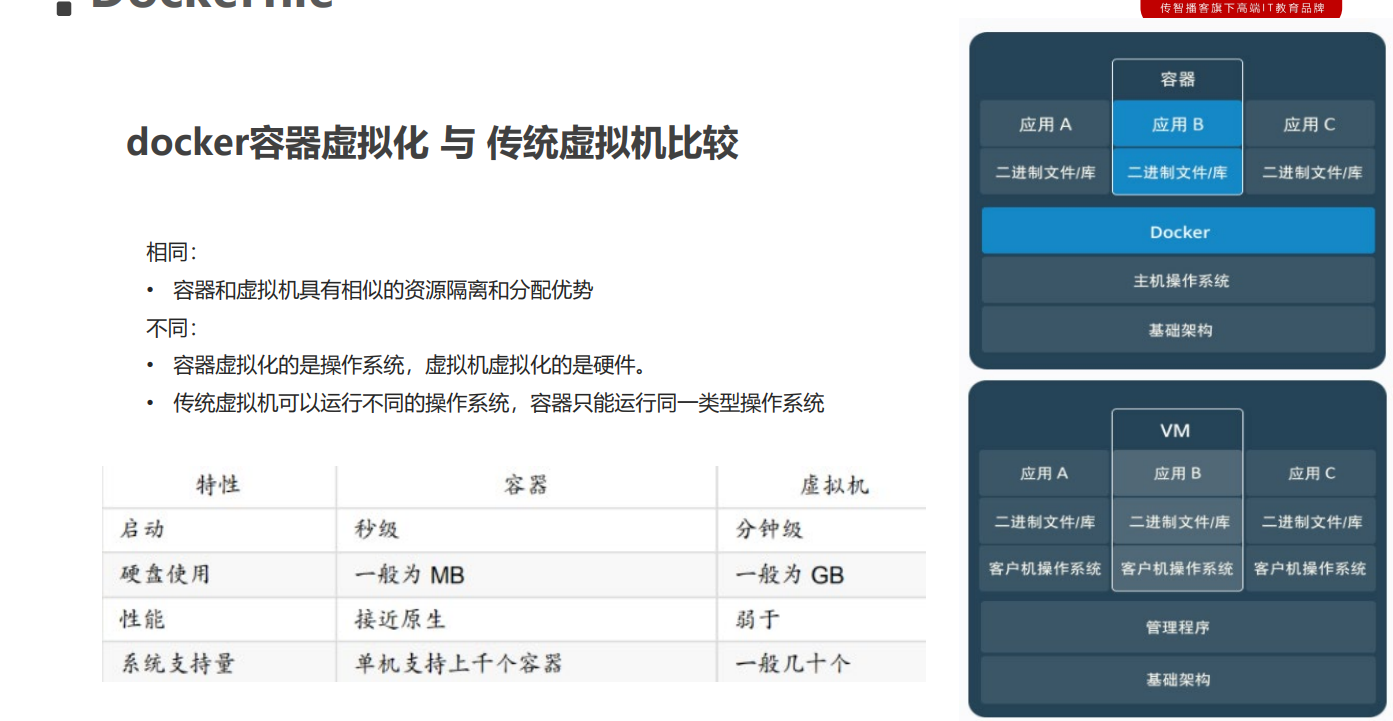 Dockerfile
传智播客旗下高端IT教育品牌
docker容器虚拟化 与 传统虚拟机比较
相同：
• 容器和虚拟机具有相似的资源隔离和分配优势
不同：
• 容器虚拟化的是操作系统，虚拟机虚拟化的是硬件。
• 传统虚拟机可以运行不同的操作系统，容器只能运行同一类型操作系统
特性 容器 虚拟机
启动 秒级 分钟级
硬盘使用 一般为 MB 一般为 GB
性能 接近原生 弱于
系统支持量 单机支持上千个容器 一般几十个
容器
应用 A 应用 B 应用 C
二进制文件/库 二进制文件/库 二进制文件/库
Docker
主机操作系统
基础架构
VM
应用 A 应用 B 应用 C
二进制文件/库 二进制文件/库 二进制文件/库
客户机操作系统 客户机操作系统 客户机操作系统
管理程序
基础架构